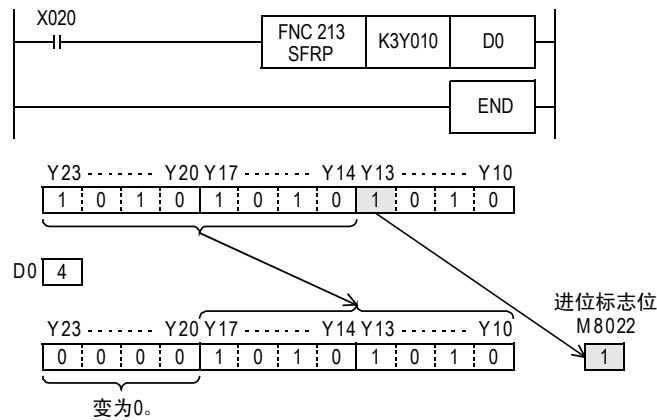 X020
FNC 213
SFRP
K3Y010
D0
END
Y23 - - - - - - - Y20 Y17 - - - - - - - Y14 Y13 - - - - - - - Y10
1 0 1 0 1 0 1 0 1 0 1 0
D0 4
进位标志位
M8022
Y23 - - - - - - - Y20 Y17 - - - - - - - Y14 Y13 - - - - - - - Y10
0 0 0 0 1 0 1 0 1 0 1 0 1
变为0。